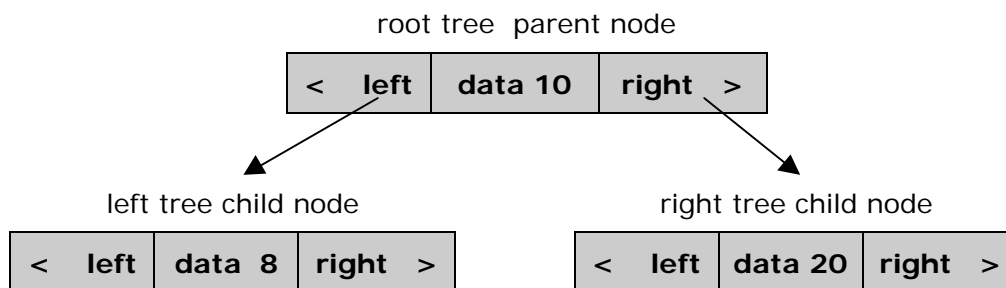 root tree parent node
< left data 10 right >
left tree child node
right tree child node
< left data 8 right >
< left data 20 right >